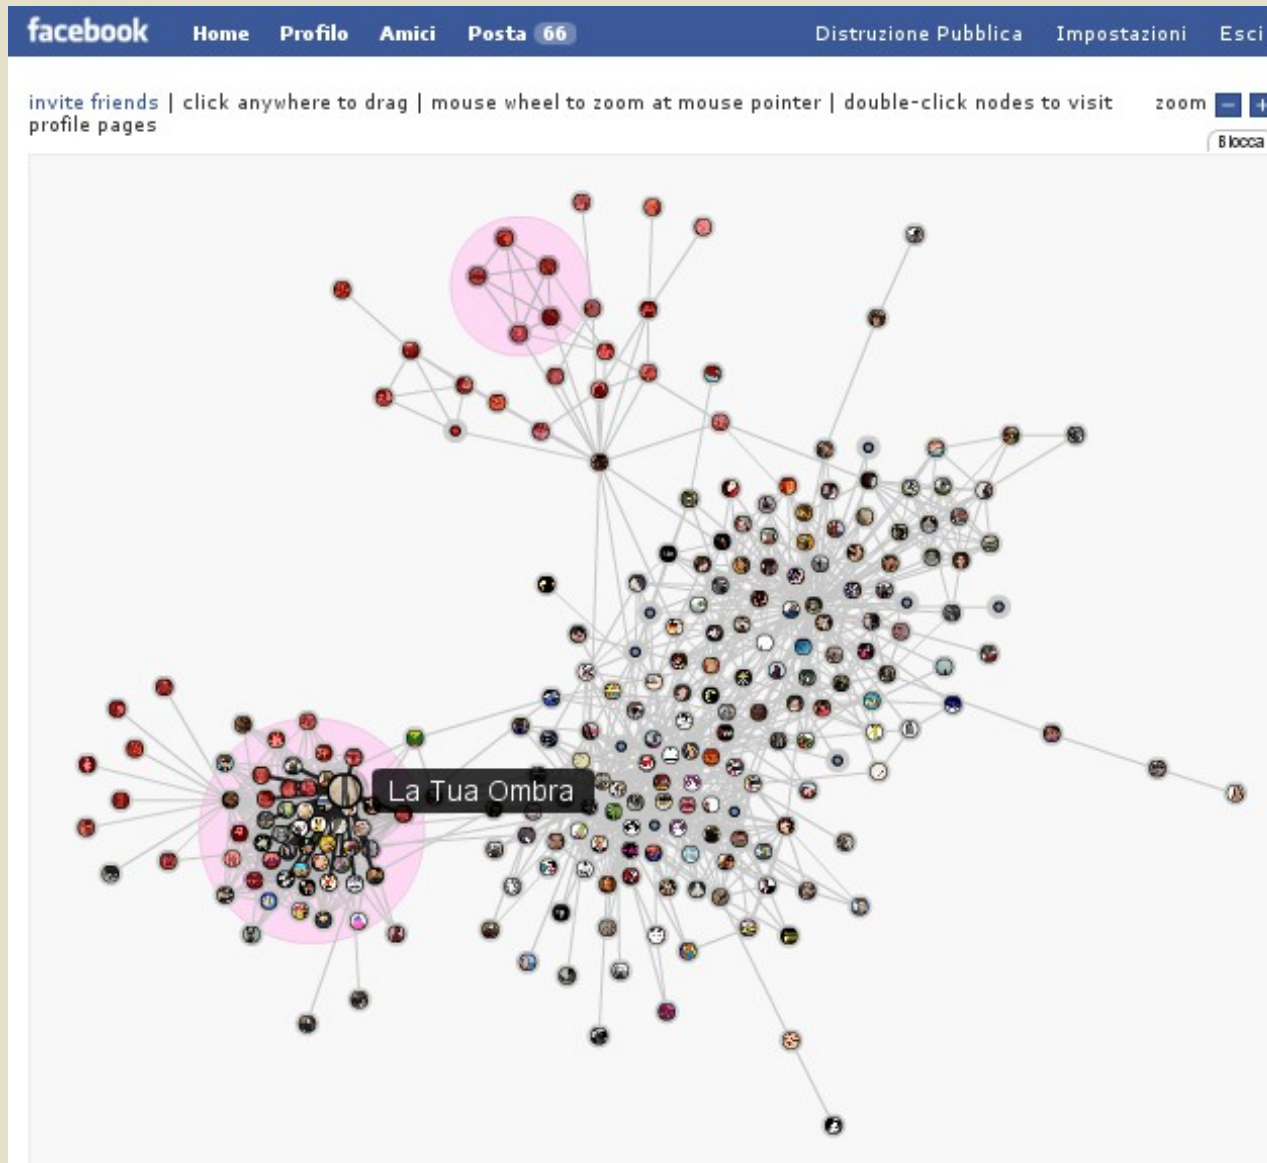 facebook Home Profilo Amici Posta 66 Distruzione Pubblica Impostazioni Esci
invite friends | click anywhere to drag | mouse wheel to zoom at mouse pointer | double-click nodes to visit zoom - +
profile pages
Blocca
La Tua Ombra